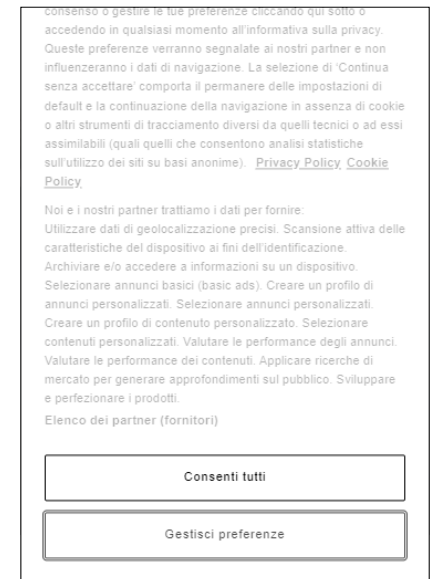 consenso o gestire le tue preferenze cliccando qui sotto o
accedendo in qualsiasi momento all'informativa sulla privacy.
Queste preferenze verranno segnalate ai nostri partner e non
influenzeranno i dati di navigazione. La selezione di 'Continua
senza accettare' comporta il permanere delle impostazioni di
default e la continuazione della navigazione in assenza di cookie
o altri strumenti di tracciamento diversi da quelli tecnici o ad essi
assimilabili (quali quelli che consentono analisi statistiche
sull'utilizzo dei siti su basi anonime). Privacy Policy Cookie
Policy
Noi e i nostri partner trattiamo i dati per fornire:
Utilizzare dati di geolocalizzazione precisi. Scansione attiva delle
caratteristiche del dispositivo ai fini dell'identificazione.
Archiviare e/o accedere a informazioni su un dispositivo.
Selezionare annunci basici (basic ads). Creare un profilo di
annunci personalizzati. Selezionare annunci personalizzati.
Creare un profilo di contenuto personalizzato. Selezionare
contenuti personalizzati. Valutare le performance degli annunci.
Valutare le performance dei contenuti. Applicare ricerche di
mercato per generare approfondimenti sul pubblico. Sviluppare
e perfezionare i prodotti.
Elenco dei partner (fornitori)
Consenti tutti
Gestisci preferenze